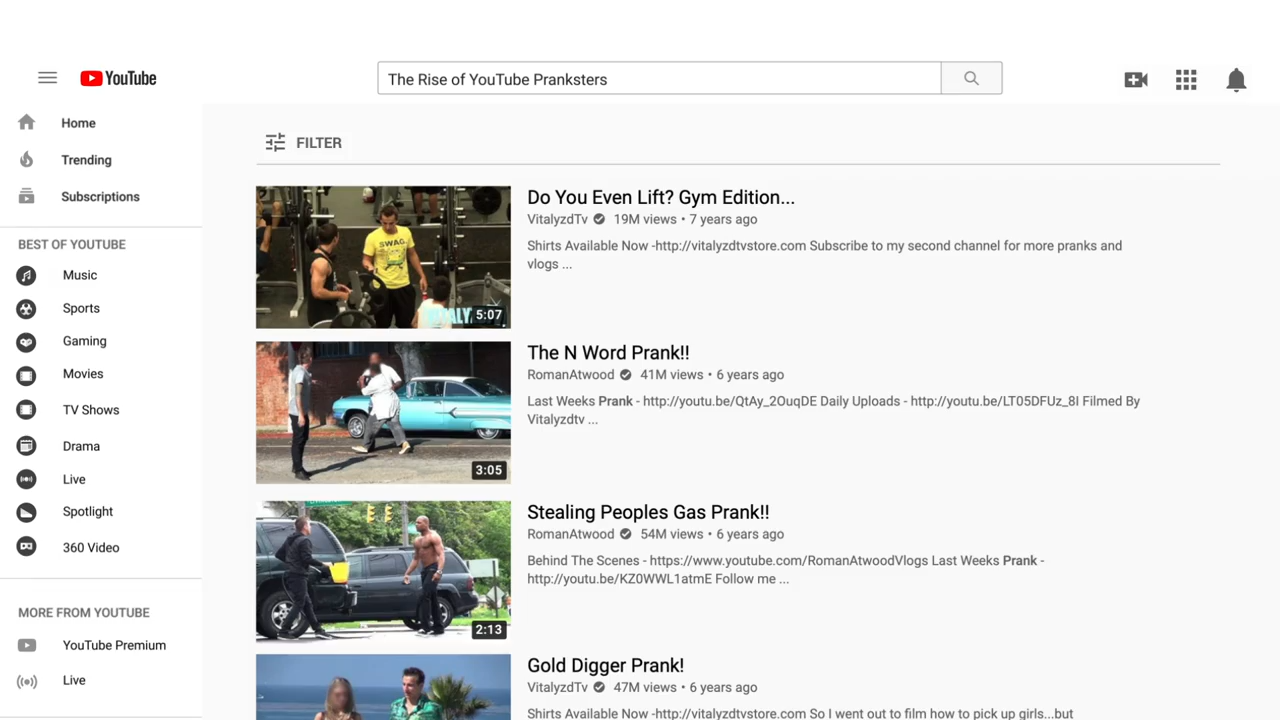 YouTube
The Rise of YouTube Pranksters
Home
Trending
Subscriptions
BEST OF YOUTUBE
Music
Sports
Gaming
Movies
TV Shows
Drama
Live
Spotlight
360 Video
MORE FROM YOUTUBE
YouTube Premium
Live
FILTER
SWAG
5:07
Do You Even Lift? Gym Edition...
VitalyzdTv 19M views • 7 years ago
Shirts Available Now -http://vitalyzdtvstore.com Subscribe to my second channel for more pranks and
vlogs ...
3:05
The N Word Prank!!
RomanAtwood 41M views • 6 years ago
Last Weeks Prank - http://youtu.be/QtAy_2OuqDE Daily Uploads - http://youtu.be/LT05DFUz_8I Filmed By
Vitalyzdtv ...
2:13
Stealing Peoples Gas Prank!!
RomanAtwood 54M views • 6 years ago
Behind The Scenes - https://www.youtube.com/RomanAtwoodVlogs Last Weeks Prank -
http://youtu.be/KZ0WWL1atmE Follow me ...
Gold Digger Prank!
VitalyzdTv 47M views • 6 years ago
Shirts Available Now -http://vitalyzdtvstore.com So I went out to film how to pick up girls...but